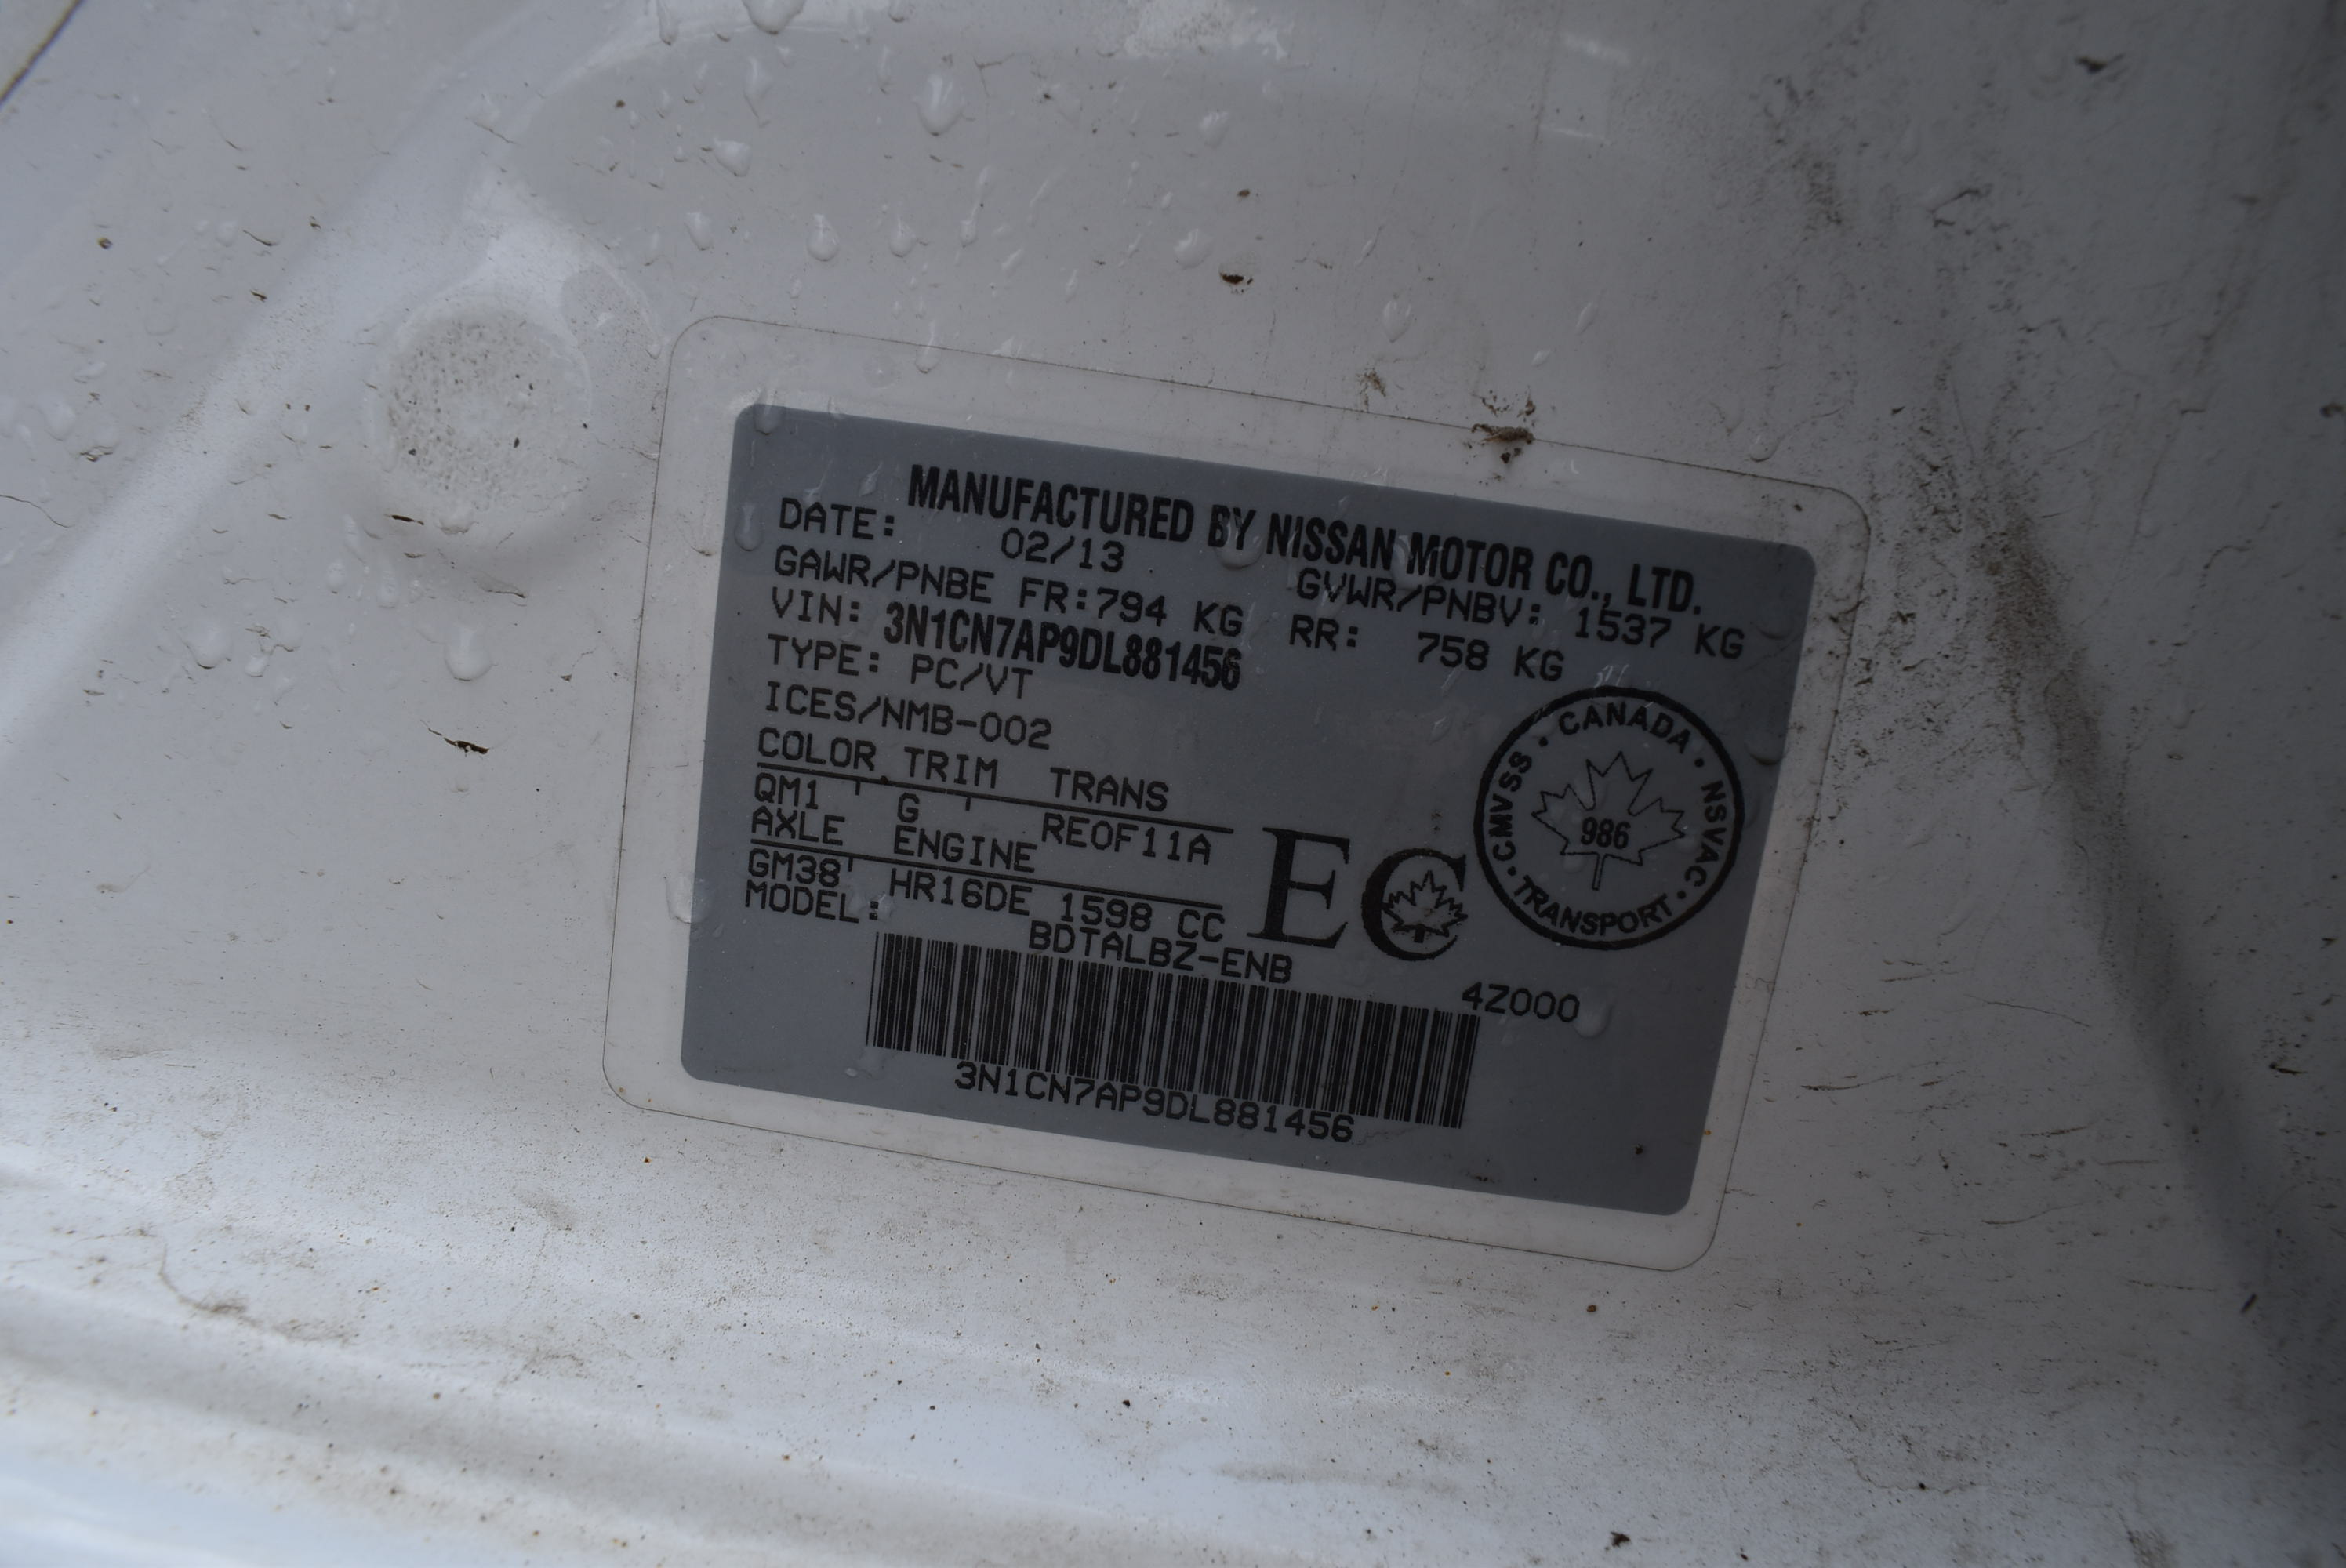 MANUFACTURED BY NISSAN MOTOR CO., LTD.
DATE: 02/13 GVWR/PNBV: 1537 KG
GAWR/PNBE FR:794 KG RR: 758 KG
VIN: 3N1CN7AP9DL881456
TYPE: PC/VT
ICES/NMB-002
COLOR TRIM TRANS
QM1 G RE0F11A
AXLE ENGINE
GM38 HR16DE 1598 CC
MODEL: BDTALBZ-ENB
EC
CMVSS • CANADA • NSVAC • TRANSPORT •
986
4Z000
3N1CN7AP9DL881456